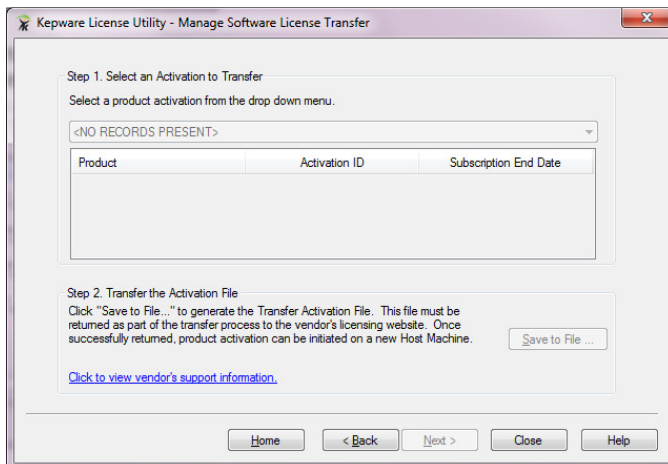 Kepware License Utility - Manage Software License Transfer
Step 1. Select an Activation to Transfer
Select a product activation from the drop down menu.
<NO RECORDS PRESENT>
Product Activation ID Subscription End Date
Step 2. Transfer the Activation File
Click "Save to File..." to generate the Transfer Activation File. This file must be
returned as part of the transfer process to the vendor's licensing website. Once
successfully returned, product activation can be initiated on a new Host Machine.
Save to File ...
Click to view vendor's support information.
Home < Back Next > Close Help